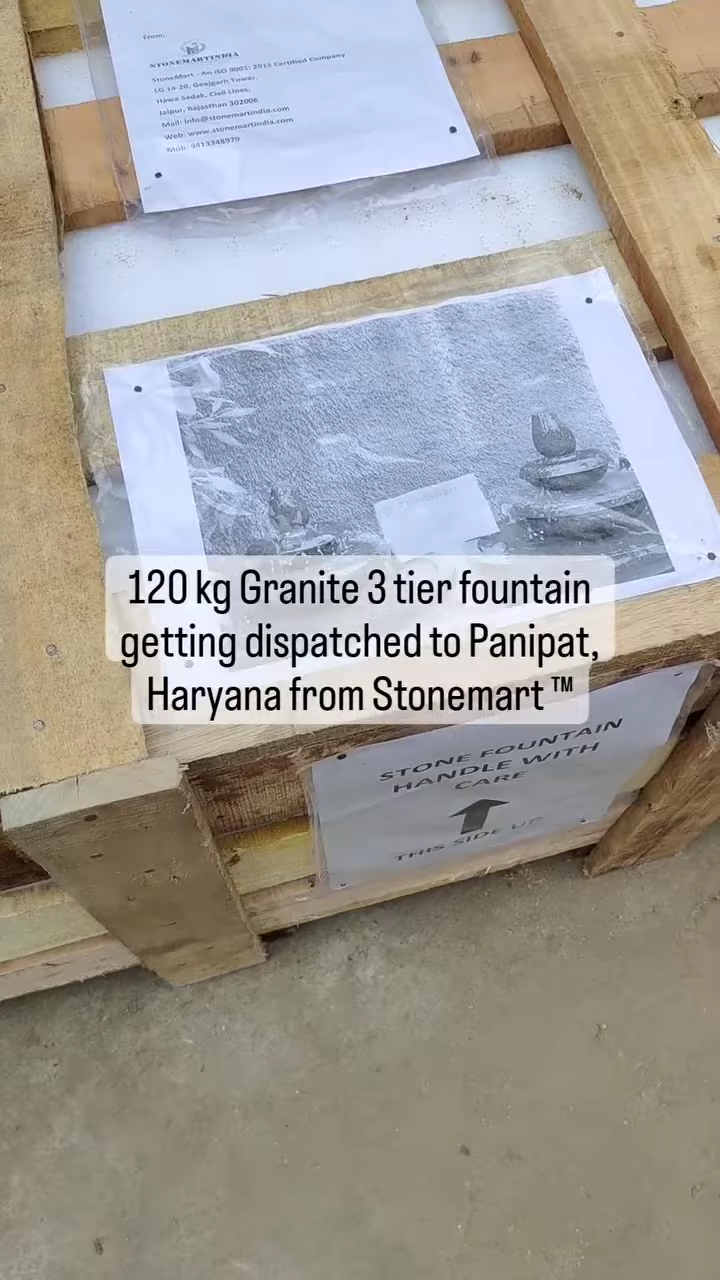 From,
STONEMARTINDIA
StoneMart - An ISO 9001: 2015 Certified Company
LG 14-20, Geejgarh Tower,
Hawa Sadak, Civil Lines,
Jaipur, Rajasthan 302006
Mail: info@stonemartindia.com
Web: www.stonemartindia.com
Mob: 9413348979
120 kg Granite 3 tier fountain
getting dispatched to Panipat,
Haryana from Stonemart ™
STONE FOUNTAIN
HANDLE WITH
CARE
THIS SIDE UP